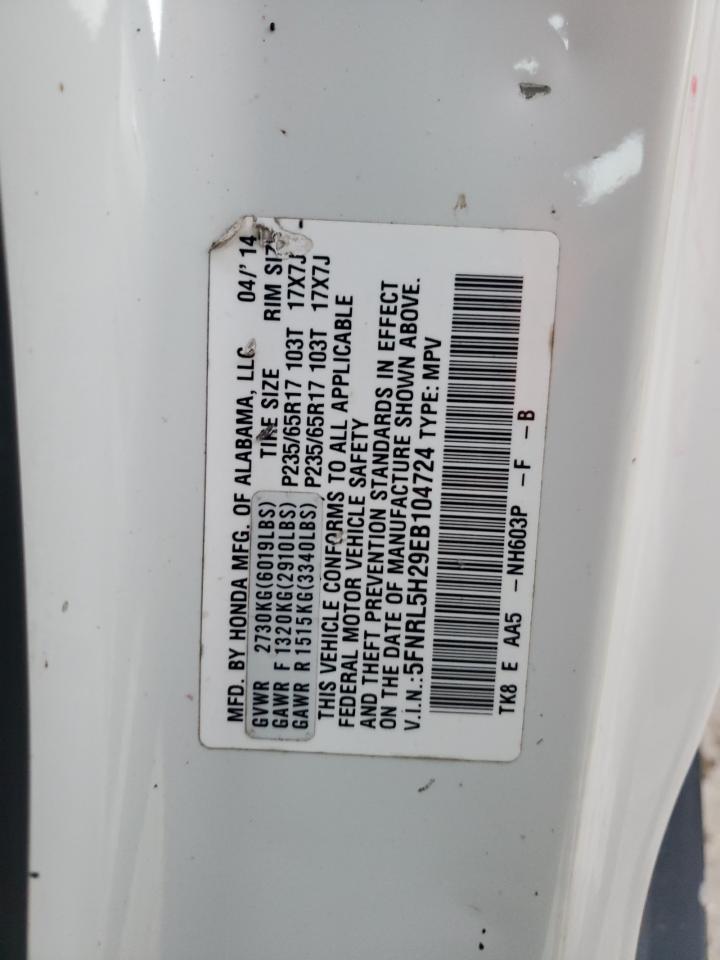 MFD. BY HONDA MFG. OF ALABAMA, LLC 04/' 14
GVWR 2730KG(6019LBS) TIRE SIZE RIM SIZE
GAWR F 1320KG(2910LBS) P235/65R17 103T 17X7J
GAWR R 1515KG(3340LBS) P235/65R17 103T 17X7J
THIS VEHICLE CONFORMS TO ALL APPLICABLE
FEDERAL MOTOR VEHICLE SAFETY
AND THEFT PREVENTION STANDARDS IN EFFECT
ON THE DATE OF MANUFACTURE SHOWN ABOVE.
V.I.N.:5FNRL5H29EB104724 TYPE: MPV
TK8 E AA5 -NH603P -F -B